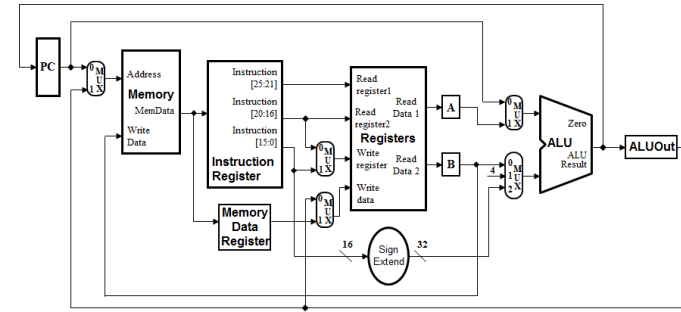 PC
0 M
U
1 X
Address
Memory
MemData
Write
Data
Instruction
[25:21]
Instruction
[20:16]
Instruction
[15:0]
Instruction
Register
Memory
Data
Register
0 M
U
1 X
0 M
U
1 X
Read
register1
Read
register2
Registers
Write
register
Write
data
Read
Data 1
Read
Data 2
16
Sign
Extend
32
A
B
0 M
U
1 X
4
0 M
1 U
2 X
Zero
ALU
ALU
Result
ALUOut